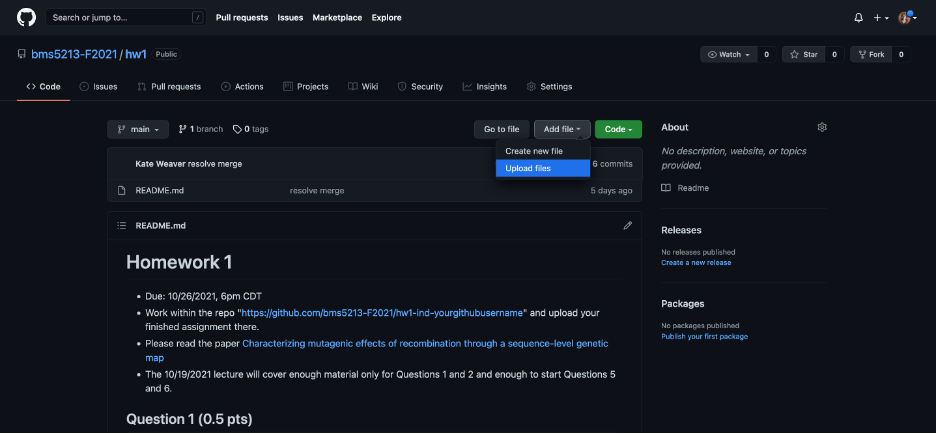 Search or jump to... /
Pull requests Issues Marketplace Explore
bms5213-F2021 / hw1 Public
Watch 0 Star 0 Fork 0
Code Issues Pull requests Actions Projects Wiki Security Insights Settings
main 1 branch 0 tags Go to file Add file Code
Create new file
Upload files
Kate Weaver resolve merge 6 commits
README.md resolve merge 5 days ago
README.md
Homework 1
• Due: 10/26/2021, 6pm CDT
• Work within the repo "https://github.com/bms5213-F2021/hw1-ind-yourgithubusername" and upload your
finished assignment there.
• Please read the paper Characterizing mutagenic effects of recombination through a sequence-level genetic
map
• The 10/19/2021 lecture will cover enough material only for Questions 1 and 2 and enough to start Questions 5
and 6.
Question 1 (0.5 pts)
About
No description, website, or topics
provided.
Readme
Releases
No releases published
Create a new release
Packages
No packages published
Publish your first package